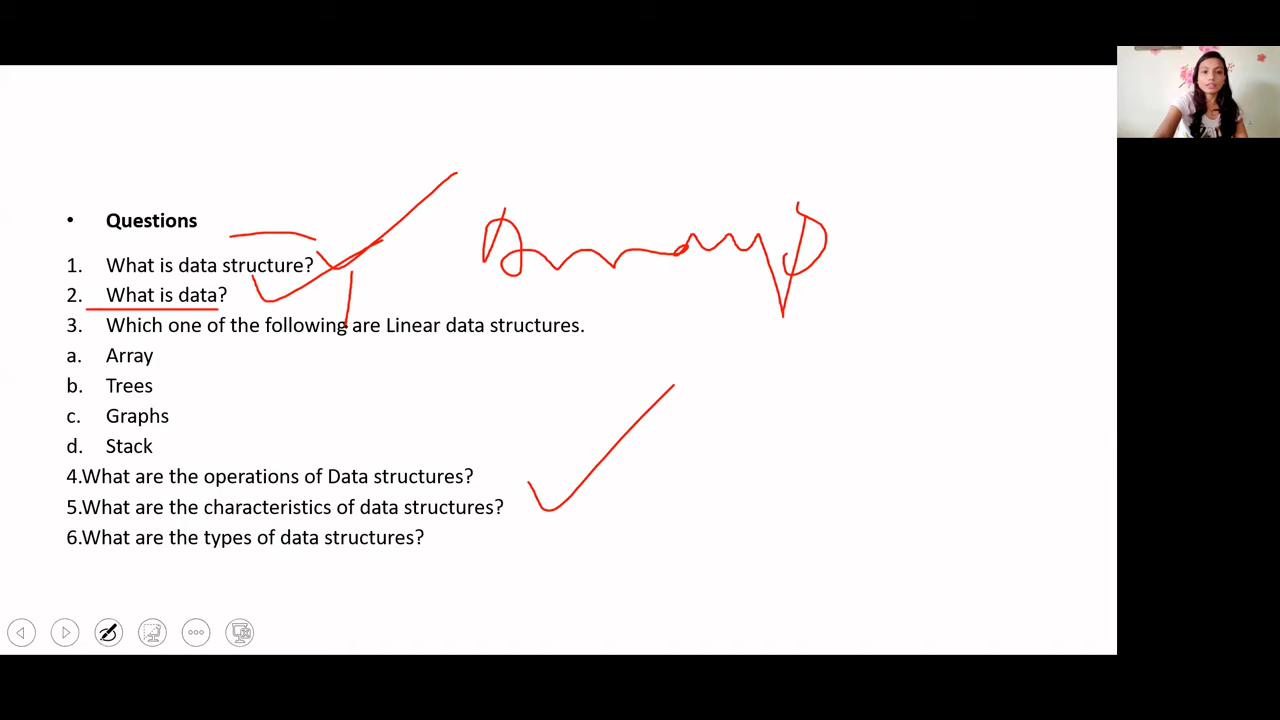 • Questions
1. What is data structure?
2. What is data?
3. Which one of the following are Linear data structures.
a. Array
b. Trees
c. Graphs
d. Stack
4.What are the operations of Data structures?
5.What are the characteristics of data structures?
6.What are the types of data structures?